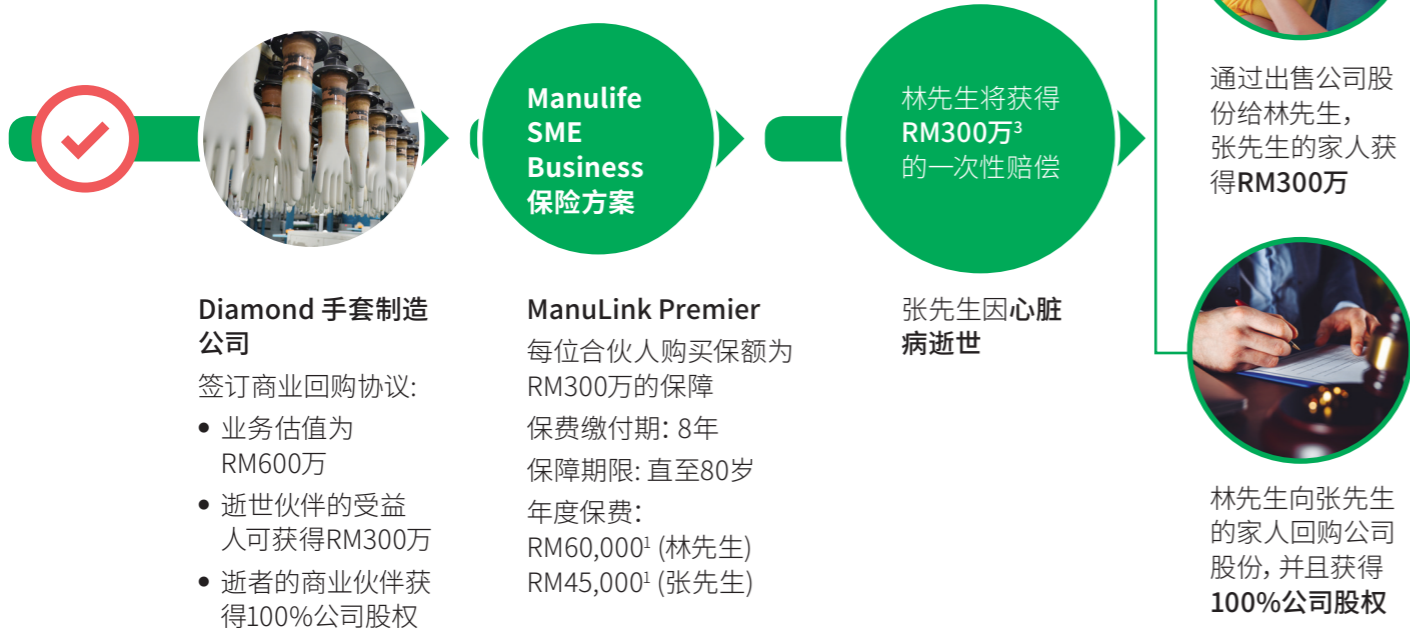 Diamond 手套制造
公司
签订商业回购协议:
• 业务估值为
RM600万
• 逝世伙伴的受益
人可获得RM300万
• 逝者的商业伙伴获
得100%公司股权
Manulife
SME
Business
保险方案
ManuLink Premier
每位合伙人购买保额为
RM300万的保障
保费缴付期: 8年
保障期限: 直至80岁
年度保费:
RM60,000¹ (林先生)
RM45,000¹ (张先生)
林先生将获得
RM300万³
的一次性赔偿
张先生因心脏
病逝世
通过出售公司股
份给林先生，
张先生的家人获
得RM300万
林先生向张先生
的家人回购公司
股份, 并且获得
100%公司股权